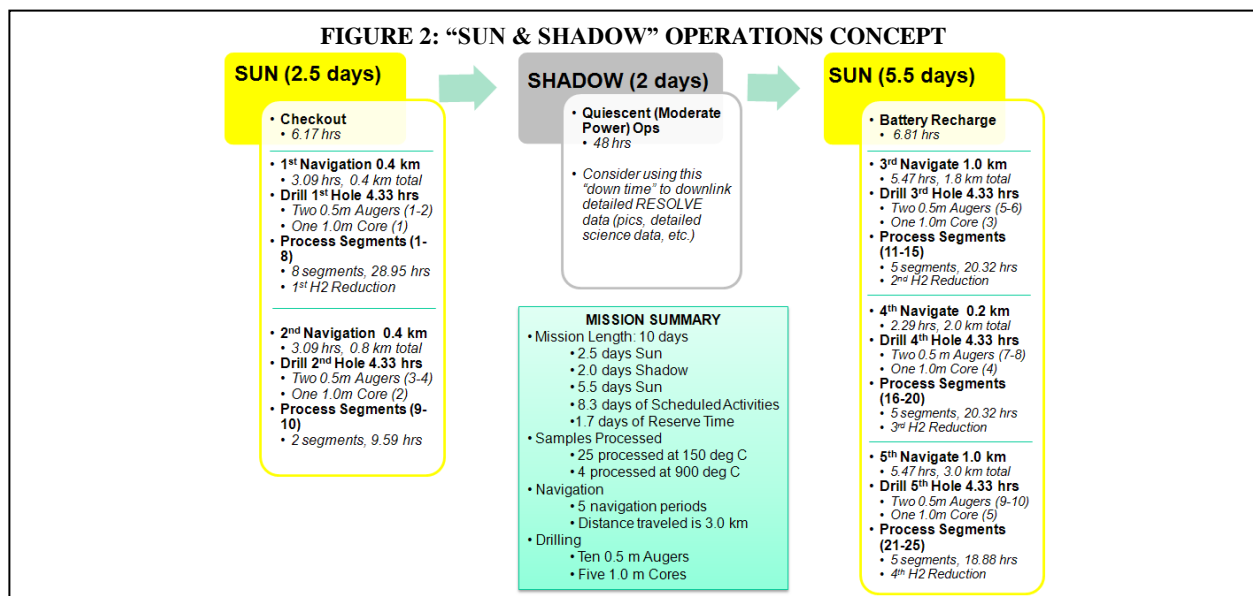 FIGURE 2: “SUN & SHADOW” OPERATIONS CONCEPT
SUN (2.5 days)
• Checkout
• 6.17 hrs
• 1st Navigation 0.4 km
• 3.09 hrs, 0.4 km total
• Drill 1st Hole 4.33 hrs
• Two 0.5m Augers (1-2)
• One 1.0m Core (1)
• Process Segments (1-
8)
• 8 segments, 28.95 hrs
• 1st H2 Reduction
• 2nd Navigation 0.4 km
• 3.09 hrs, 0.8 km total
• Drill 2nd Hole 4.33 hrs
• Two 0.5m Augers (3-4)
• One 1.0m Core (2)
• Process Segments (9-
10)
• 2 segments, 9.59 hrs
SHADOW (2 days)
• Quiescent (Moderate
Power) Ops
• 48 hrs
• Consider using this
“down time” to downlink
detailed RESOLVE
data (pics, detailed
science data, etc.)
MISSION SUMMARY
• Mission Length: 10 days
• 2.5 days Sun
• 2.0 days Shadow
• 5.5 days Sun
• 8.3 days of Scheduled Activities
• 1.7 days of Reserve Time
• Samples Processed
• 25 processed at 150 deg C
• 4 processed at 900 deg C
• Navigation
• 5 navigation periods
• Distance traveled is 3.0 km
• Drilling
• Ten 0.5 m Augers
• Five 1.0 m Cores
SUN (5.5 days)
• Battery Recharge
• 6.81 hrs
• 3rd Navigate 1.0 km
• 5.47 hrs, 1.8 km total
• Drill 3rd Hole 4.33 hrs
• Two 0.5m Augers (5-6)
• One 1.0m Core (3)
• Process Segments
(11-15)
• 5 segments, 20.32 hrs
• 2nd H2 Reduction
• 4th Navigate 0.2 km
• 2.29 hrs, 2.0 km total
• Drill 4th Hole 4.33 hrs
• Two 0.5 m Augers (7-8)
• One 1.0m Core (4)
• Process Segments
(16-20)
• 5 segments, 20.32 hrs
• 3rd H2 Reduction
• 5th Navigate 1.0 km
• 5.47 hrs, 3.0 km total
• Drill 5th Hole 4.33 hrs
• Two 0.5m Augers (9-10)
• One 1.0m Core (5)
• Process Segments
(21-25)
• 5 segments, 18.88 hrs
• 4th H2 Reduction